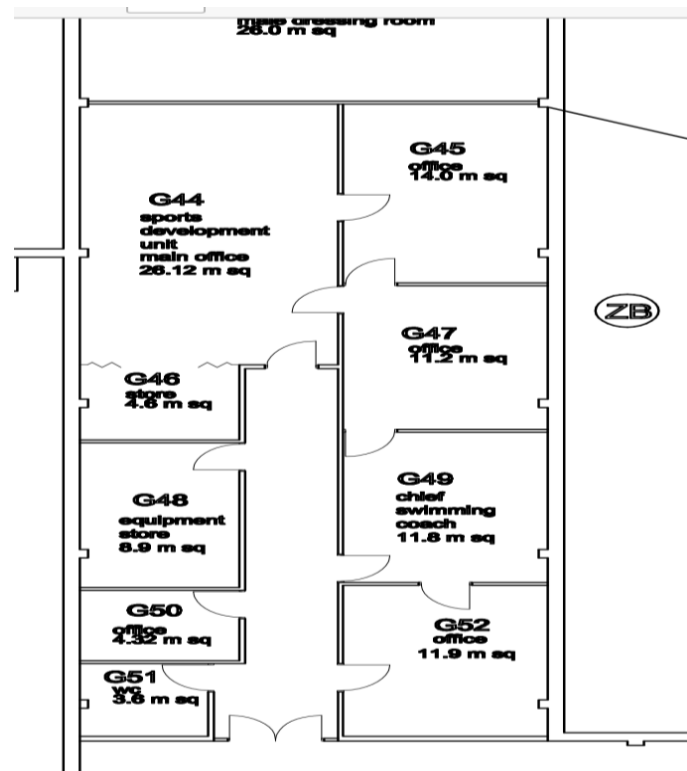 male dressing room
26.0 m sq
G45
office
14.0 m sq
G44
sports
development
unit
main office
26.12 m sq
ZB
G47
office
11.2 m sq
G46
store
4.6 m sq
G49
chief
swimming
coach
11.8 m sq
G48
equipment
store
8.9 m sq
G50
office
4.32 m sq
G52
office
11.9 m sq
G51
wc
3.6 m sq